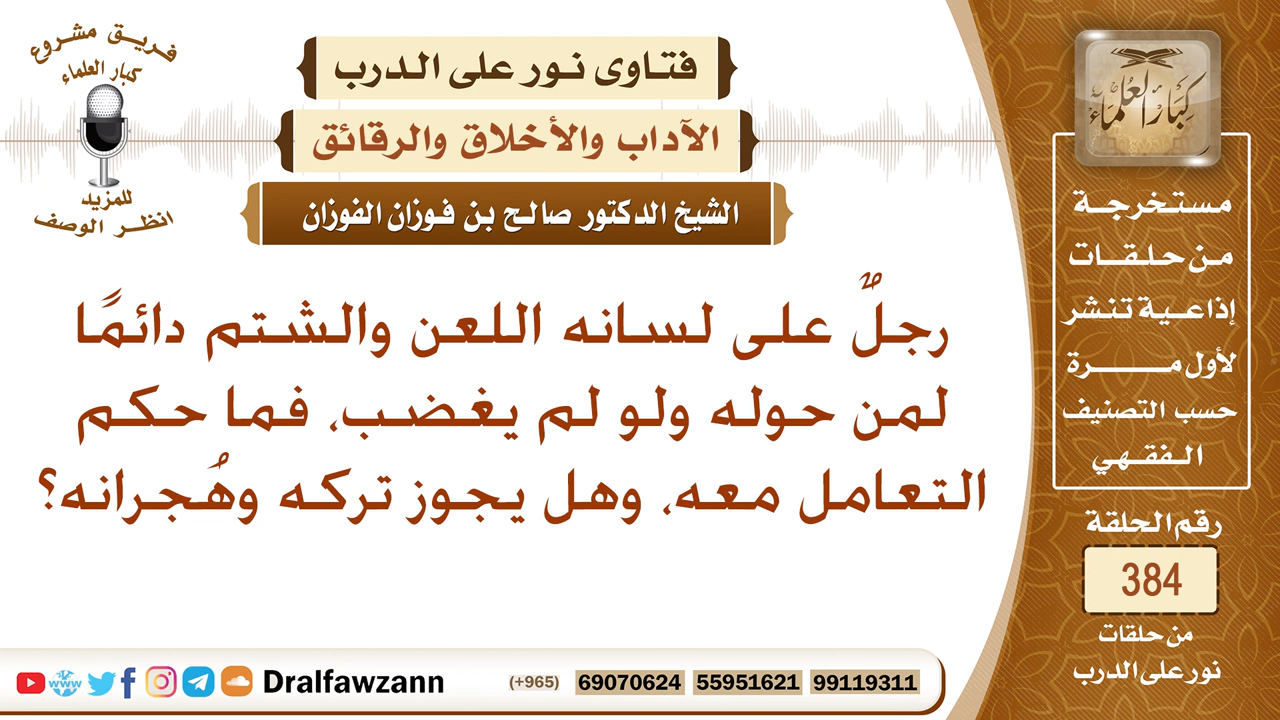 فريق مشروع
كبار العلماء
للمزيد
انظر الوصف
فتاوى نور على الدرب
الآداب والأخلاق والرقائق
الشيخ الدكتور صالح بن فوزان الفوزان
رجلٌ على لسانه اللعن والشتم دائمًا
لمن حوله ولو لم يغضب، فما حكم
التعامل معه، وهل يجوز تركه وهُجرانه؟
كبار العلماء
مستخرجة
من حلقات
إذاعية تنشر
لأول مرة
حسب التصنيف
الفقهي
رقم الحلقة
384
من حلقات
نور على الدرب
www Dralfawzann (+965) 69070624 55951621 99119311